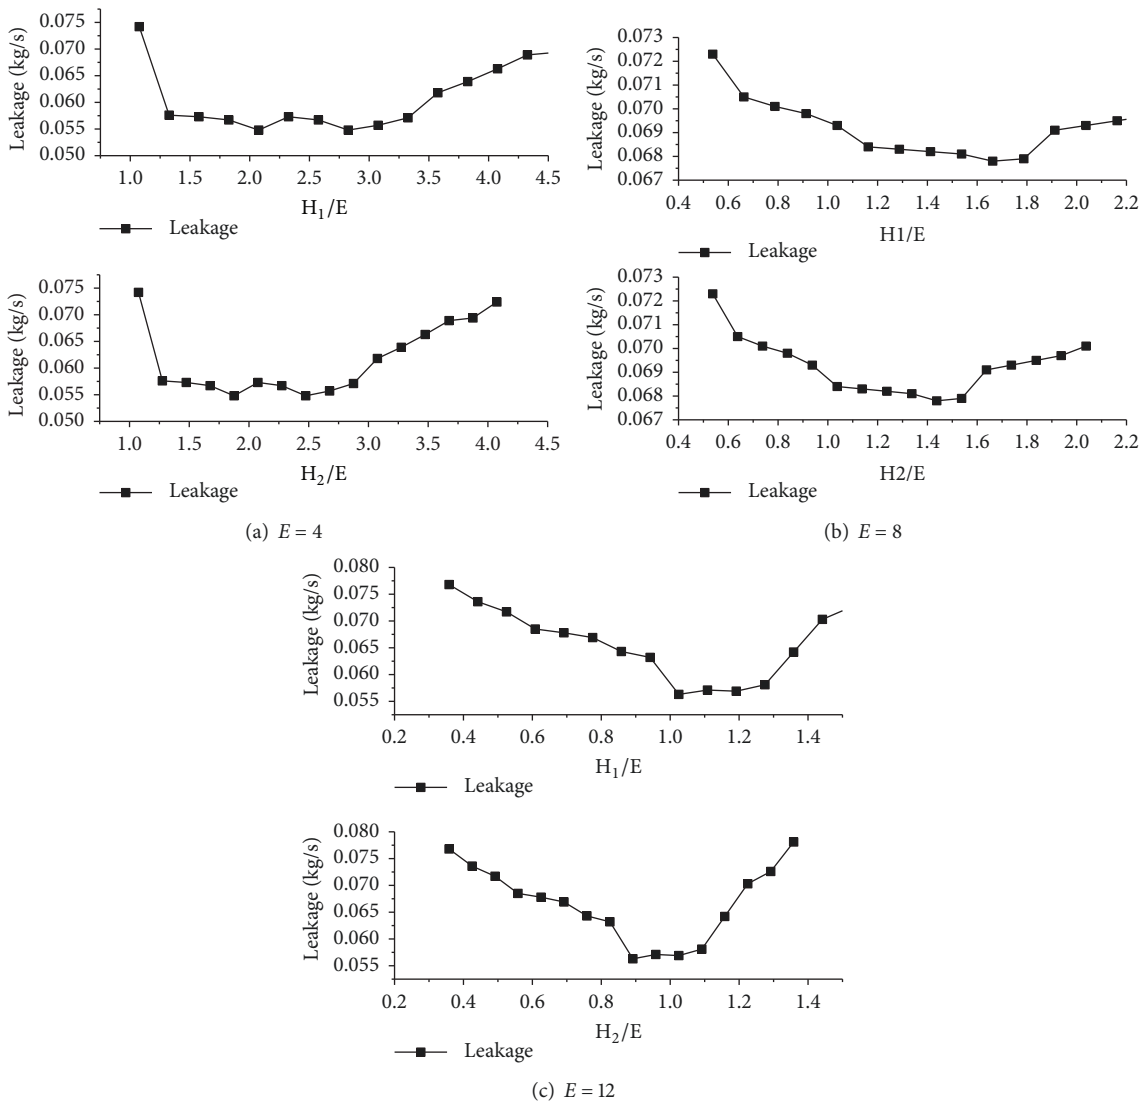 Leakage (kg/s)
0.075
0.070
0.065
0.060
0.055
0.050
1.0 1.5 2.0 2.5 3.0 3.5 4.0 4.5
H1/E
Leakage
Leakage (kg/s)
0.075
0.070
0.065
0.060
0.055
0.050
1.0 1.5 2.0 2.5 3.0 3.5 4.0 4.5
H2/E
Leakage
(a) E = 4
Leakage (kg/s)
0.073
0.072
0.071
0.070
0.069
0.068
0.067
0.4 0.6 0.8 1.0 1.2 1.4 1.6 1.8 2.0 2.2
H1/E
Leakage
Leakage (kg/s)
0.073
0.072
0.071
0.070
0.069
0.068
0.067
0.4 0.6 0.8 1.0 1.2 1.4 1.6 1.8 2.0 2.2
H2/E
Leakage
(b) E = 8
Leakage (kg/s)
0.080
0.075
0.070
0.065
0.060
0.055
0.2 0.4 0.6 0.8 1.0 1.2 1.4
H1/E
Leakage
Leakage (kg/s)
0.080
0.075
0.070
0.065
0.060
0.055
0.2 0.4 0.6 0.8 1.0 1.2 1.4
H2/E
Leakage
(c) E = 12